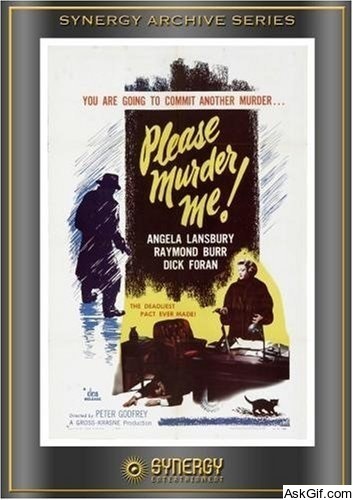 SYNERGY ARCHIVE SERIES
YOU ARE GOING TO COMMIT ANOTHER MURDER...
Please
Murder
Me!
ANGELA LANSBURY
RAYMOND BURR
DICK FORAN
THE DEADLIEST
PACT EVER MADE!
RELEASE
Directed by PETER GODFREY
A GROSS-KRASNE PRODUCTION
SYNERGY
ENTERTAINMENT
AskGif.com